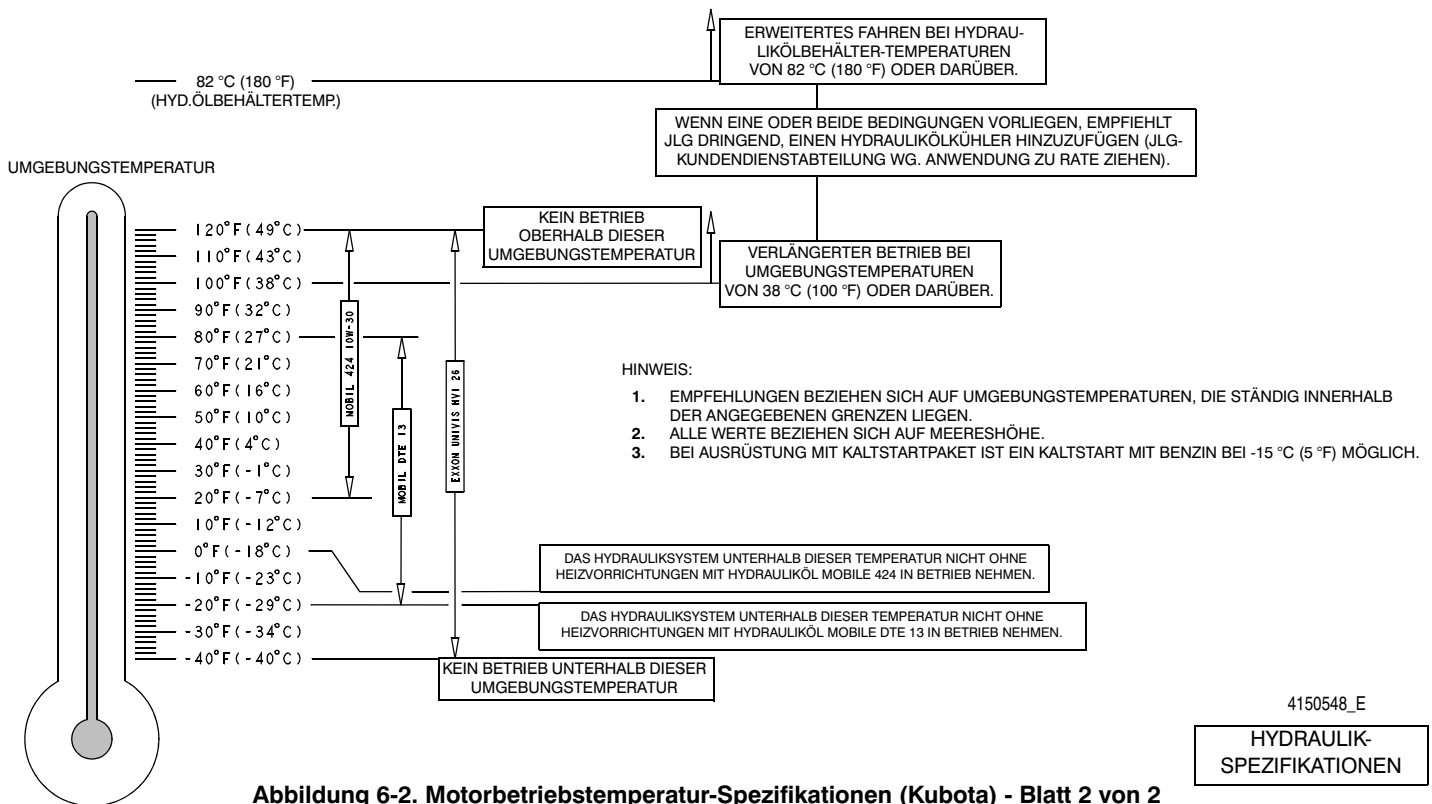 ERWEITERTES FAHREN BEI HYDRAU-
LIKÖLBEHÄLTER-TEMPERATUREN
VON 82 °C (180 °F) ODER DARÜBER.
82 °C (180 °F)
(HYD.ÖLBEHÄLTERTEMP.)
WENN EINE ODER BEIDE BEDINGUNGEN VORLIEGEN, EMPFIEHLT
JLG DRINGEND, EINEN HYDRAULIKÖLKÜHLER HINZUZUFÜGEN (JLG-
KUNDENDIENSTABTEILUNG WG. ANWENDUNG ZU RATE ZIEHEN).
UMGEBUNGSTEMPERATUR
KEIN BETRIEB
OBERHALB DIESER
UMGEBUNGSTEMPERATUR
VERLÄNGERTER BETRIEB BEI
UMGEBUNGSTEMPERATUREN
VON 38 °C (100 °F) ODER DARÜBER.
120°F(49°C)
110°F(43°C)
100°F(38°C)
90°F(32°C)
80°F(27°C)
70°F(21°C)
60°F(16°C)
50°F(10°C)
40°F(4°C)
30°F(-1°C)
20°F(-7°C)
10°F(-12°C)
0°F(-18°C)
-10°F(-23°C)
-20°F(-29°C)
-30°F(-34°C)
-40°F(-40°C)
MOBIL 424 10W-30
MOBIL DTE 13
EXXON UNIVIS HVI 26
HINWEIS:
1. EMPFEHLUNGEN BEZIEHEN SICH AUF UMGEBUNGSTEMPERATUREN, DIE STÄNDIG INNERHALB
DER ANGEGEBENEN GRENZEN LIEGEN.
2. ALLE WERTE BEZIEHEN SICH AUF MEERESHÖHE.
3. BEI AUSRÜSTUNG MIT KALTSTARTPAKET IST EIN KALTSTART MIT BENZIN BEI -15 °C (5 °F) MÖGLICH.
DAS HYDRAULIKSYSTEM UNTERHALB DIESER TEMPERATUR NICHT OHNE
HEIZVORRICHTUNGEN MIT HYDRAULIKÖL MOBILE 424 IN BETRIEB NEHMEN.
DAS HYDRAULIKSYSTEM UNTERHALB DIESER TEMPERATUR NICHT OHNE
HEIZVORRICHTUNGEN MIT HYDRAULIKÖL MOBILE DTE 13 IN BETRIEB NEHMEN.
KEIN BETRIEB UNTERHALB DIESER
UMGEBUNGSTEMPERATUR
4150548_E
HYDRAULIK-
SPEZIFIKATIONEN
Abbildung 6-2. Motorbetriebstemperatur-Spezifikationen (Kubota) - Blatt 2 von 2